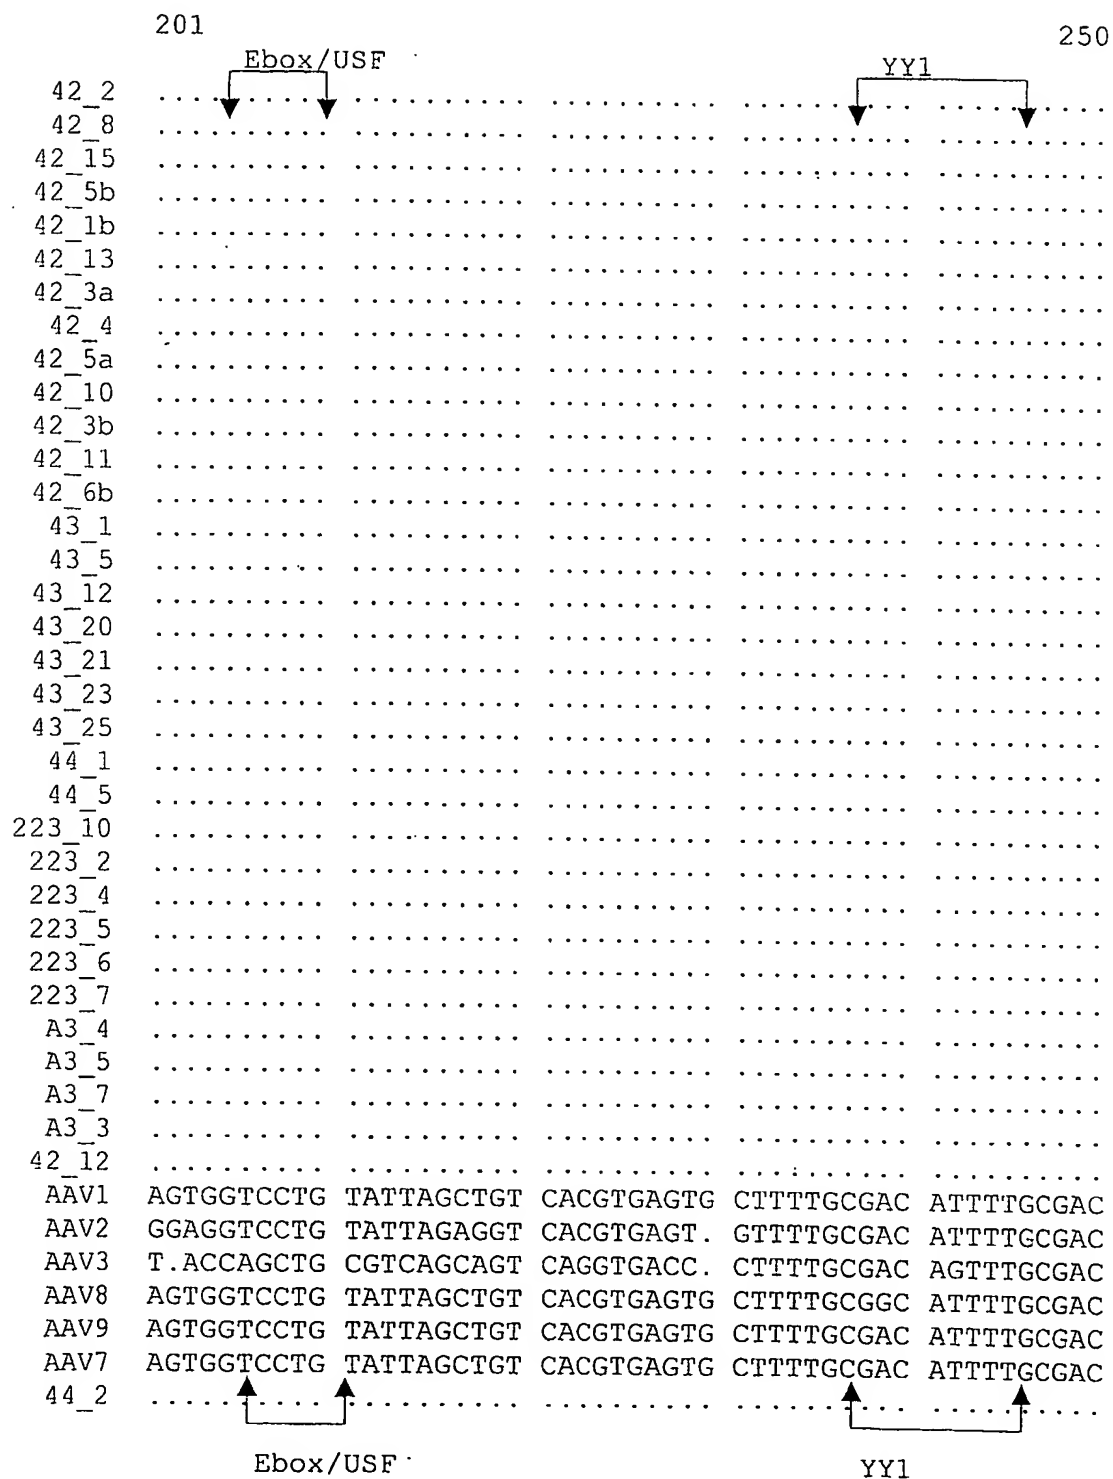 201 250
Ebox/USF YY1
42_2 .......... .......... .......... .......... ..........
42_8 .......... .......... .......... .......... ..........
42_15 .......... .......... .......... .......... ..........
42_5b .......... .......... .......... .......... ..........
42_1b .......... .......... .......... .......... ..........
42_13 .......... .......... .......... .......... ..........
42_3a .......... .......... .......... .......... ..........
42_4 .......... .......... .......... .......... ..........
42_5a .......... .......... .......... .......... ..........
42_10 .......... .......... .......... .......... ..........
42_3b .......... .......... .......... .......... ..........
42_11 .......... .......... .......... .......... ..........
42_6b .......... .......... .......... .......... ..........
43_1 .......... .......... .......... .......... ..........
43_5 .......... .......... .......... .......... ..........
43_12 .......... .......... .......... .......... ..........
43_20 .......... .......... .......... .......... ..........
43_21 .......... .......... .......... .......... ..........
43_23 .......... .......... .......... .......... ..........
43_25 .......... .......... .......... .......... ..........
44_1 .......... .......... .......... .......... ..........
44_5 .......... .......... .......... .......... ..........
223_10 .......... .......... .......... .......... ..........
223_2 .......... .......... .......... .......... ..........
223_4 .......... .......... .......... .......... ..........
223_5 .......... .......... .......... .......... ..........
223_6 .......... .......... .......... .......... ..........
223_7 .......... .......... .......... .......... ..........
A3_4 .......... .......... .......... .......... ..........
A3_5 .......... .......... .......... .......... ..........
A3_7 .......... .......... .......... .......... ..........
A3_3 .......... .......... .......... .......... ..........
42_12 .......... .......... .......... .......... ..........
AAV1 AGTGGTCCTG TATTAGCTGT CACGTGAGTG CTTTTGCGAC ATTTTGCGAC
AAV2 GGAGGTCCTG TATTAGAGGT CACGTGAGT. GTTTTGCGAC ATTTTGCGAC
AAV3 T.ACCAGCTG CGTCAGCAGT CAGGTGACC. CTTTTGCGAC AGTTTGCGAC
AAV8 AGTGGTCCTG TATTAGCTGT CACGTGAGTG CTTTTGCGGC ATTTTGCGAC
AAV9 AGTGGTCCTG TATTAGCTGT CACGTGAGTG CTTTTGCGAC ATTTTGCGAC
AAV7 AGTGGTCCTG TATTAGCTGT CACGTGAGTG CTTTTGCGAC ATTTTGCGAC
44_2 .......... .......... .......... .......... ..........
Ebox/USF YY1